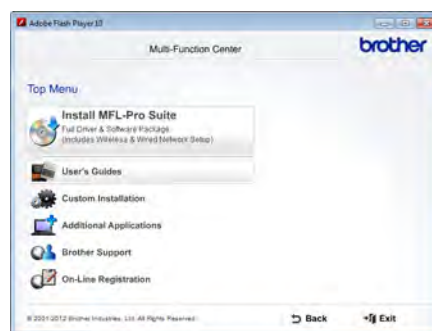 Adobe Flash Player 10
Multi-Function Center
brother
Top Menu
Install MFL-Pro Suite
Full Driver & Software Package
(Includes Wireless & Wired Network Setup)
User's Guides
Custom Installation
Additional Applications
Brother Support
On-Line Registration
© 2001-2012 Brother Industries, Ltd. All Rights Reserved.
Back
Exit